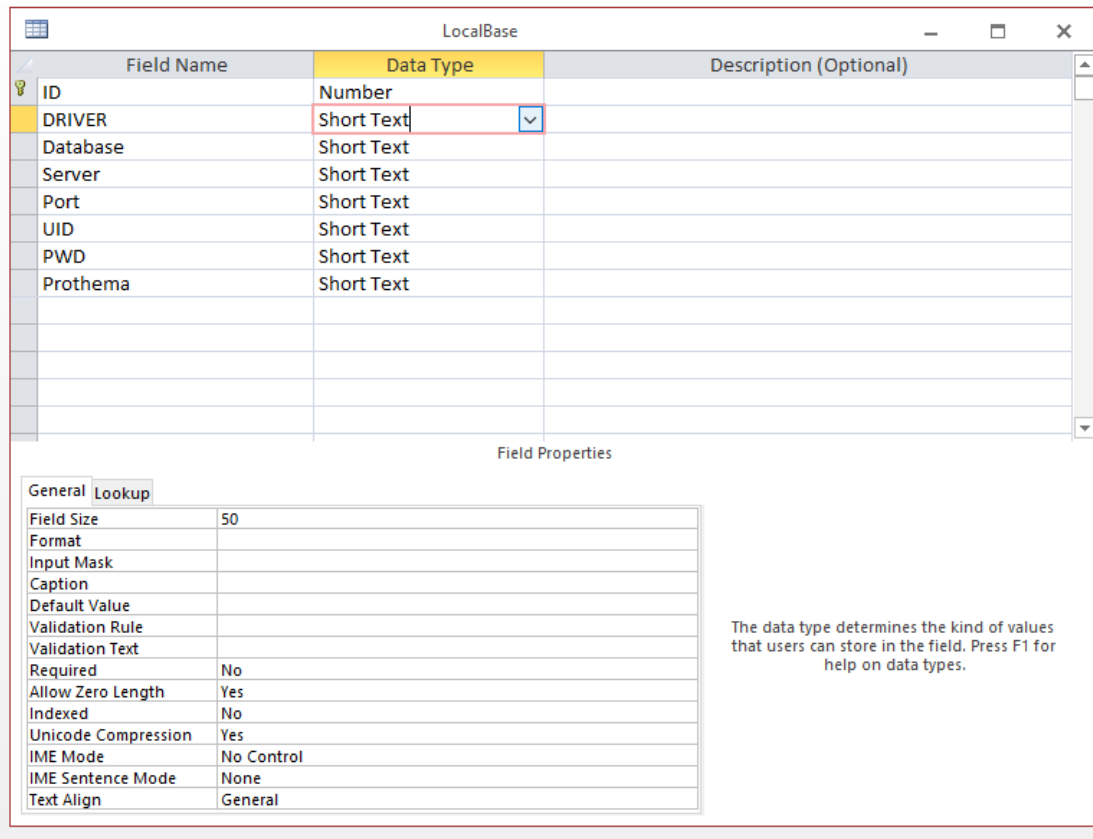 LocalBase
Field Name Data Type Description (Optional)
ID Number
DRIVER Short Text
Database Short Text
Server Short Text
Port Short Text
UID Short Text
PWD Short Text
Prothema Short Text
Field Properties
General Lookup
Field Size 50
Format
Input Mask
Caption
Default Value
Validation Rule
Validation Text
Required No
Allow Zero Length Yes
Indexed No
Unicode Compression Yes
IME Mode No Control
IME Sentence Mode None
Text Align General
The data type determines the kind of values
that users can store in the field. Press F1 for
help on data types.